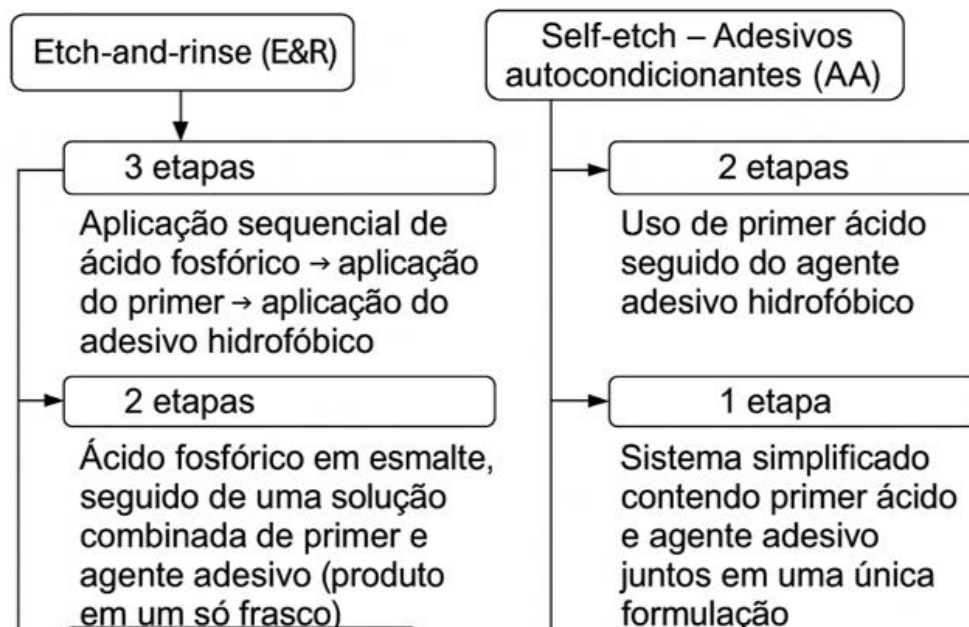 Etch-and-rinse (E&R)
3 etapas
Aplicação sequencial de
ácido fosfórico → aplicação
do primer → aplicação do
adesivo hidrofóbico
2 etapas
Ácido fosfórico em esmalte,
seguido de uma solução
combinada de primer e
agente adesivo (produto
em um só frasco)
Self-etch – Adesivos
autocondicionantes (AA)
2 etapas
Uso de primer ácido
seguido do agente
adesivo hidrofóbico
1 etapa
Sistema simplificado
contendo primer ácido
e agente adesivo
juntos em uma única
formulação